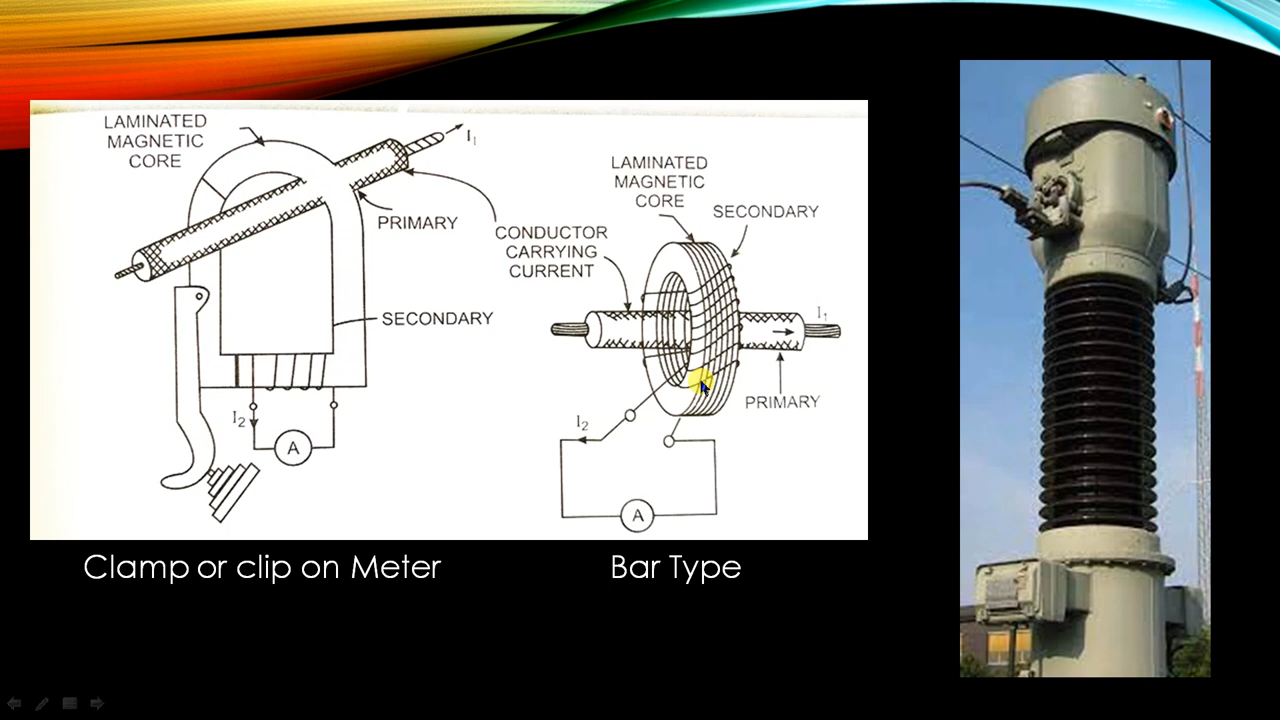 LAMINATED
MAGNETIC
CORE
I₁
PRIMARY
CONDUCTOR
CARRYING
CURRENT
SECONDARY
I₂
A
LAMINATED
MAGNETIC
CORE
SECONDARY
I₁
PRIMARY
I₂
A
Clamp or clip on Meter
Bar Type